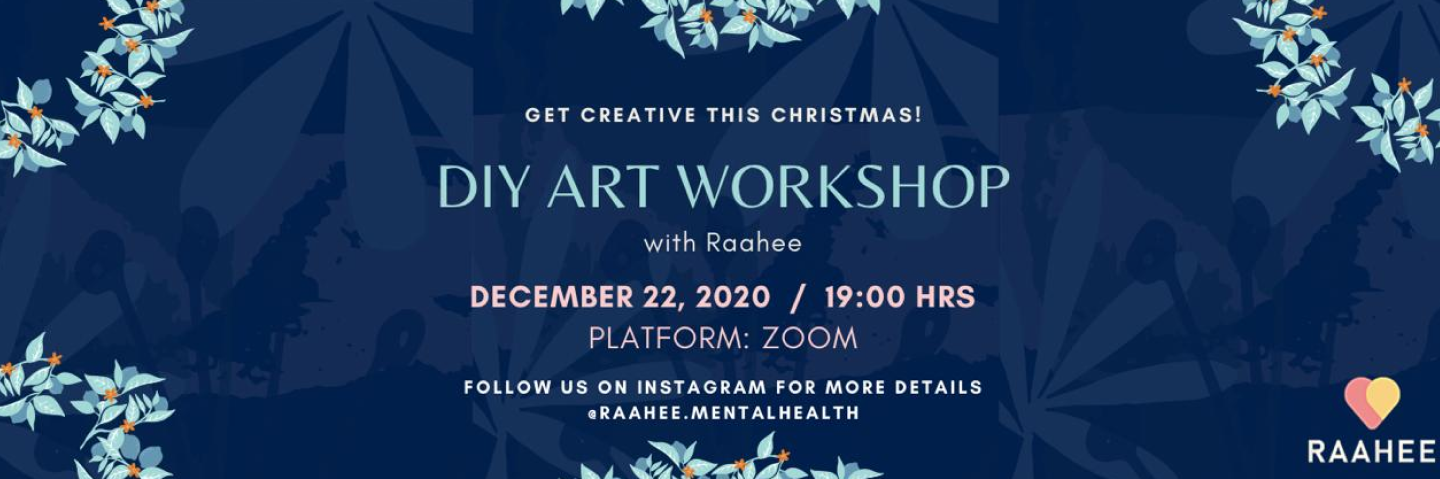 GET CREATIVE THIS CHRISTMAS!
DIY ART WORKSHOP
with Raahee
DECEMBER 22, 2020 / 19:00 HRS
PLATFORM: ZOOM
FOLLOW US ON INSTAGRAM FOR MORE DETAILS
@RAAHEE.MENTALHEALTH
RAAHEE